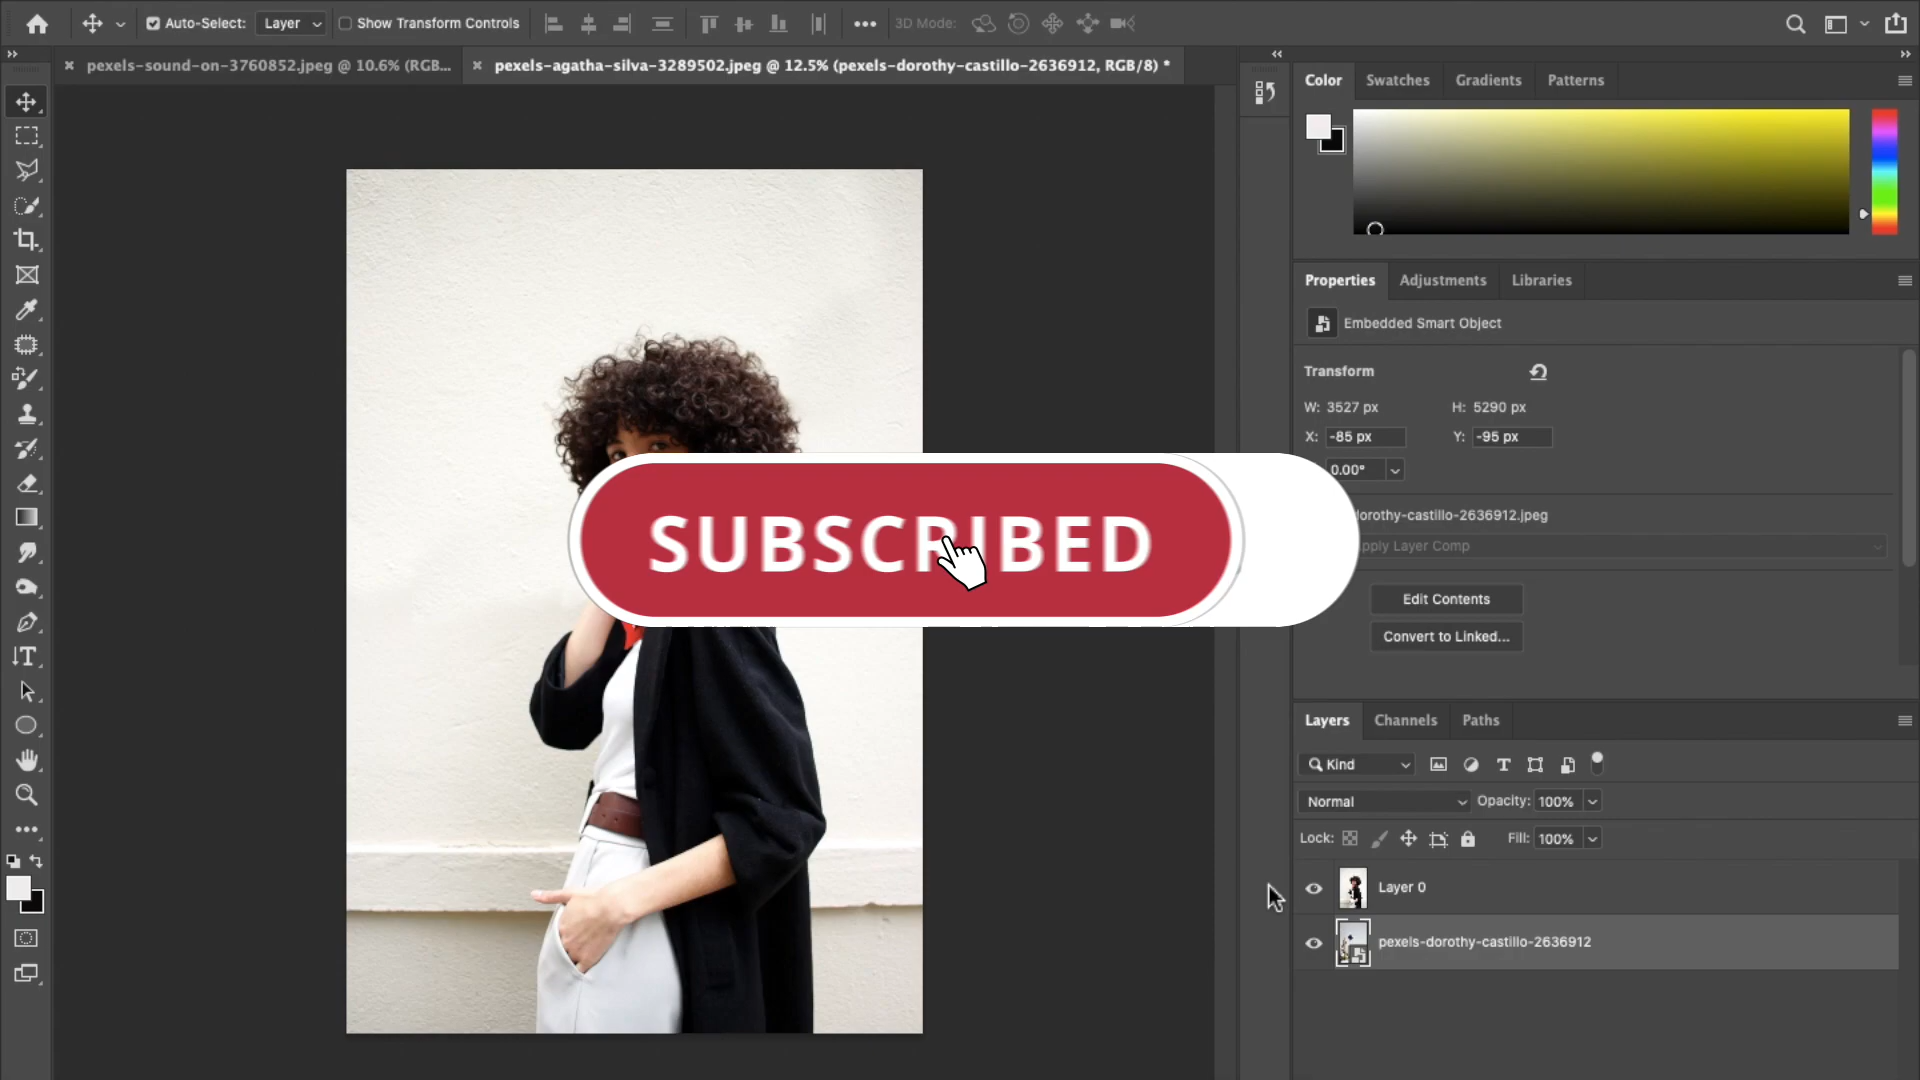 Auto-Select: Layer Show Transform Controls 3D Mode:
pexels-sound-on-3760852.jpeg @ 10.6% (RGB... pexels-agatha-silva-3289502.jpeg @ 12.5% (pexels-dorothy-castillo-2636912, RGB/8) *
Color Swatches Gradients Patterns
Properties Adjustments Libraries
Embedded Smart Object
Transform
W: 3527 px H: 5290 px
X: -85 px Y: -95 px
0.00°
orothy-castillo-2636912.jpeg
pply Layer Comp
SUBSCRIBED
Edit Contents
Convert to Linked...
Layers Channels Paths
Kind
Normal Opacity: 100%
Lock: Fill: 100%
Layer 0
pexels-dorothy-castillo-2636912